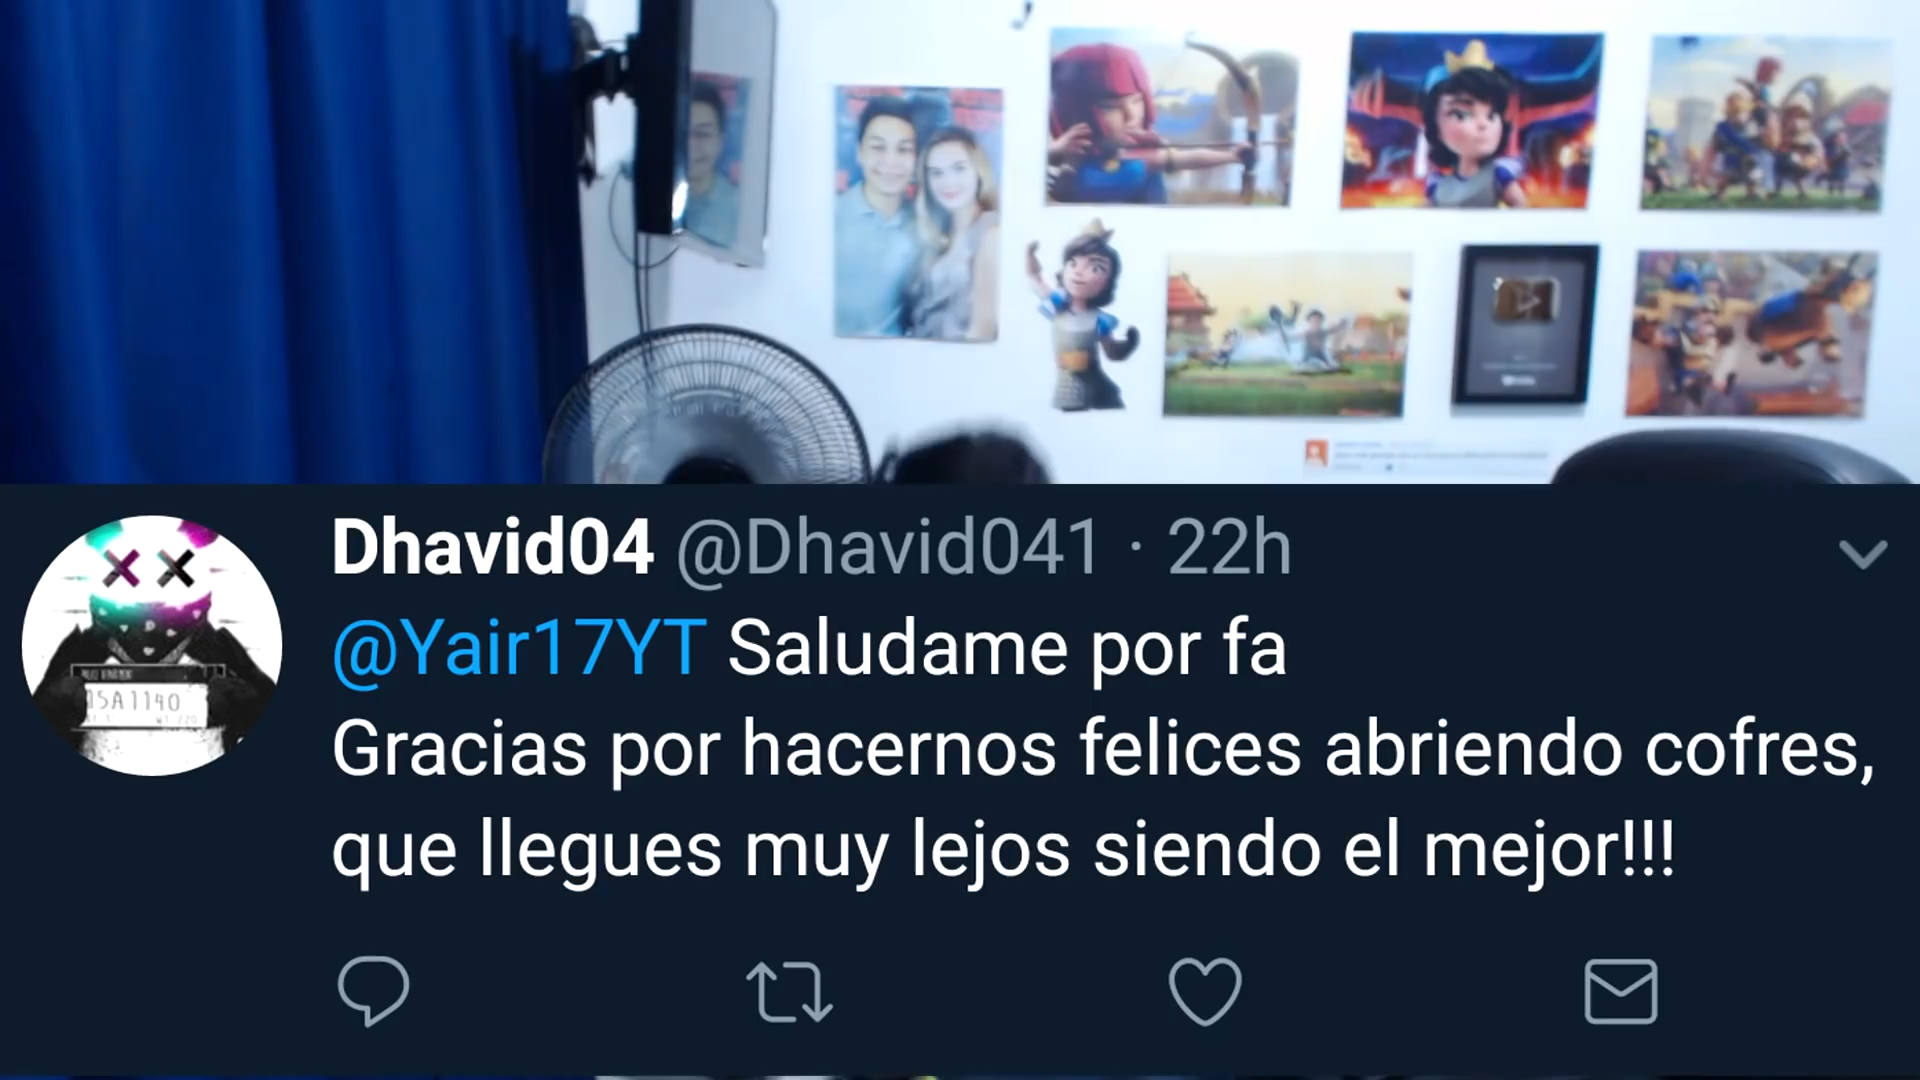 Dhavid04 @Dhavid041 · 22h
@Yair17YT Saludame por fa
Gracias por hacernos felices abriendo cofres,
que llegues muy lejos siendo el mejor!!!
15A1140